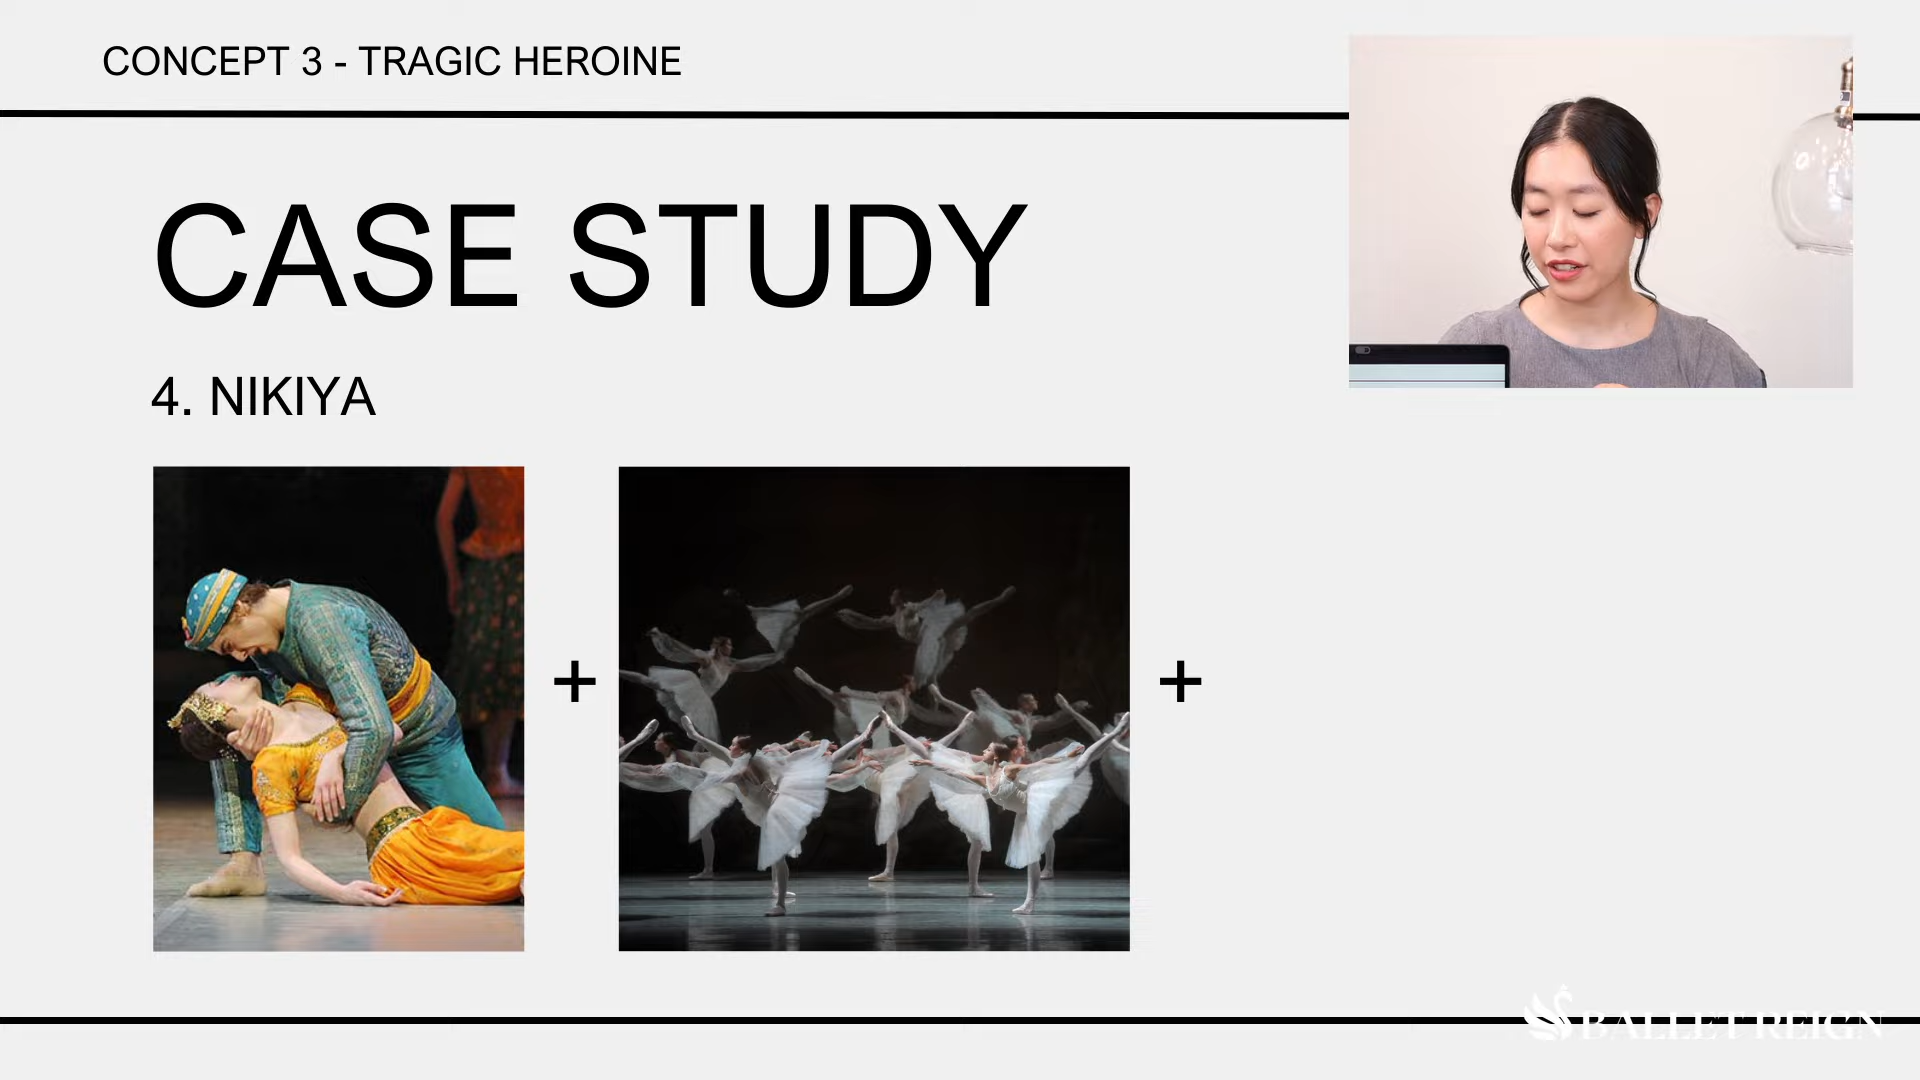 CONCEPT 3 - TRAGIC HEROINE
CASE STUDY
4. NIKIYA
+
+
BALLET REIGN